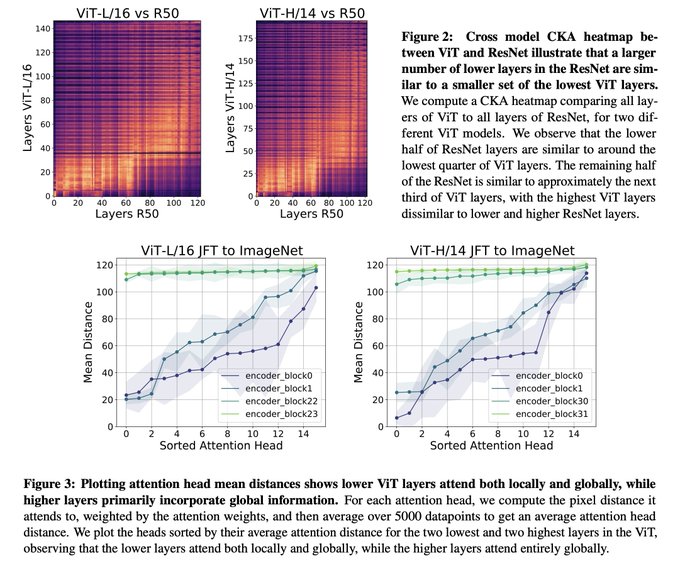 ViT-L/16 vs R50
Layers ViT-L/16
140
120
100
80
60
40
20
0
0 20 40 60 80 100 120
Layers R50
ViT-H/14 vs R50
Layers ViT-H/14
175
150
125
100
75
50
25
0
0 20 40 60 80 100 120
Layers R50
Figure 2: Cross model CKA heatmap be-
tween ViT and ResNet illustrate that a larger
number of lower layers in the ResNet are sim-
ilar to a smaller set of the lowest ViT layers.
We compute a CKA heatmap comparing all lay-
ers of ViT to all layers of ResNet, for two dif-
ferent ViT models. We observe that the lower
half of ResNet layers are similar to around the
lowest quarter of ViT layers. The remaining half
of the ResNet is similar to approximately the next
third of ViT layers, with the highest ViT layers
dissimilar to lower and higher ResNet layers.
ViT-L/16 JFT to ImageNet
Mean Distance
120
100
80
60
40
20
0
encoder_block0
encoder_block1
encoder_block22
encoder_block23
0 2 4 6 8 10 12 14
Sorted Attention Head
ViT-H/14 JFT to ImageNet
Mean Distance
120
100
80
60
40
20
0
encoder_block0
encoder_block1
encoder_block30
encoder_block31
0 2 4 6 8 10 12 14
Sorted Attention Head
Figure 3: Plotting attention head mean distances shows lower ViT layers attend both locally and globally, while
higher layers primarily incorporate global information. For each attention head, we compute the pixel distance it
attends to, weighted by the attention weights, and then average over 5000 datapoints to get an average attention head
distance. We plot the heads sorted by their average attention distance for the two lowest and two highest layers in the ViT,
observing that the lower layers attend both locally and globally, while the higher layers attend entirely globally.